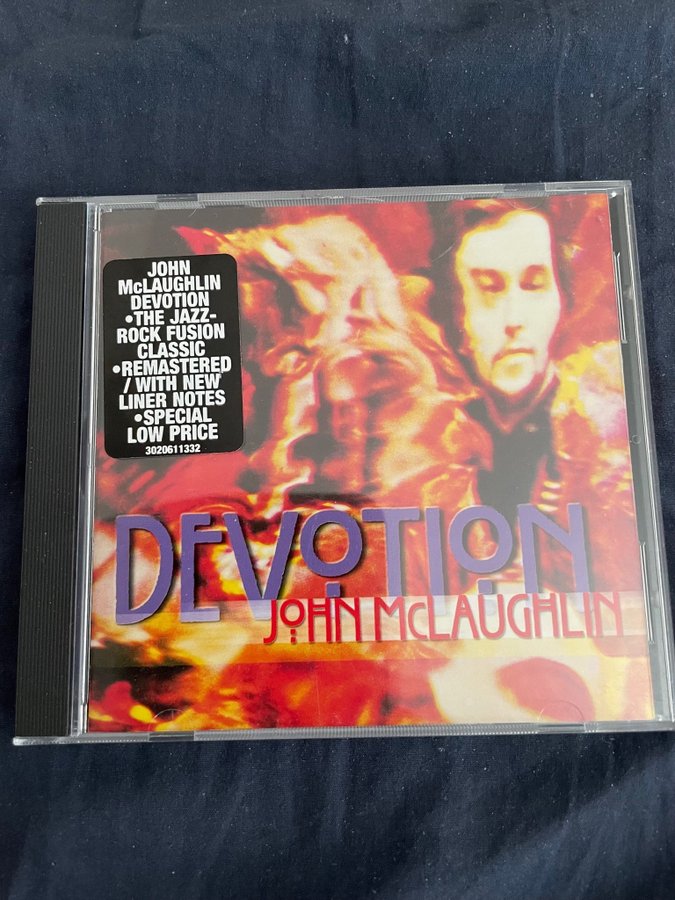 JOHN
McLAUGHLIN
DEVOTION
•THE JAZZ-
ROCK FUSION
CLASSIC
•REMASTERED
/ WITH NEW
LINER NOTES
•SPECIAL
LOW PRICE
3020611332
DEVOTION
JOHN McLAUGHLIN